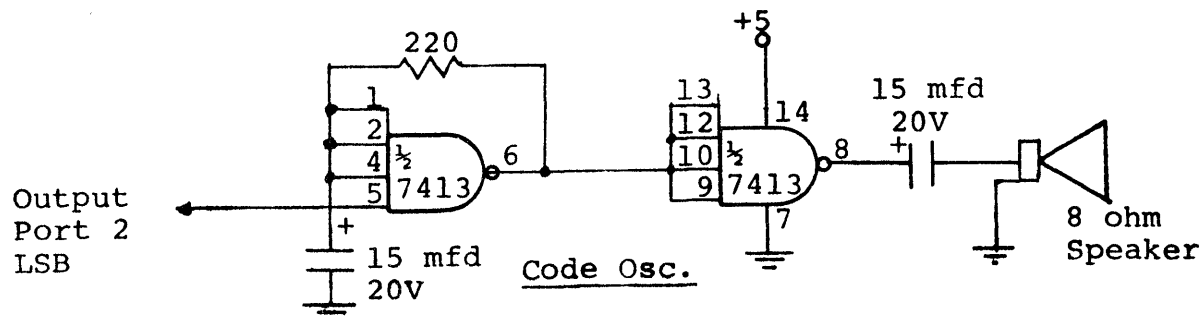 220
+5
1
2
4
5
½
7413
6
13
12
10
9
½
7413
14
8
7
15 mfd
20V
+
8 ohm
Speaker
Output
Port 2
LSB
+
15 mfd
20V
Code Osc.